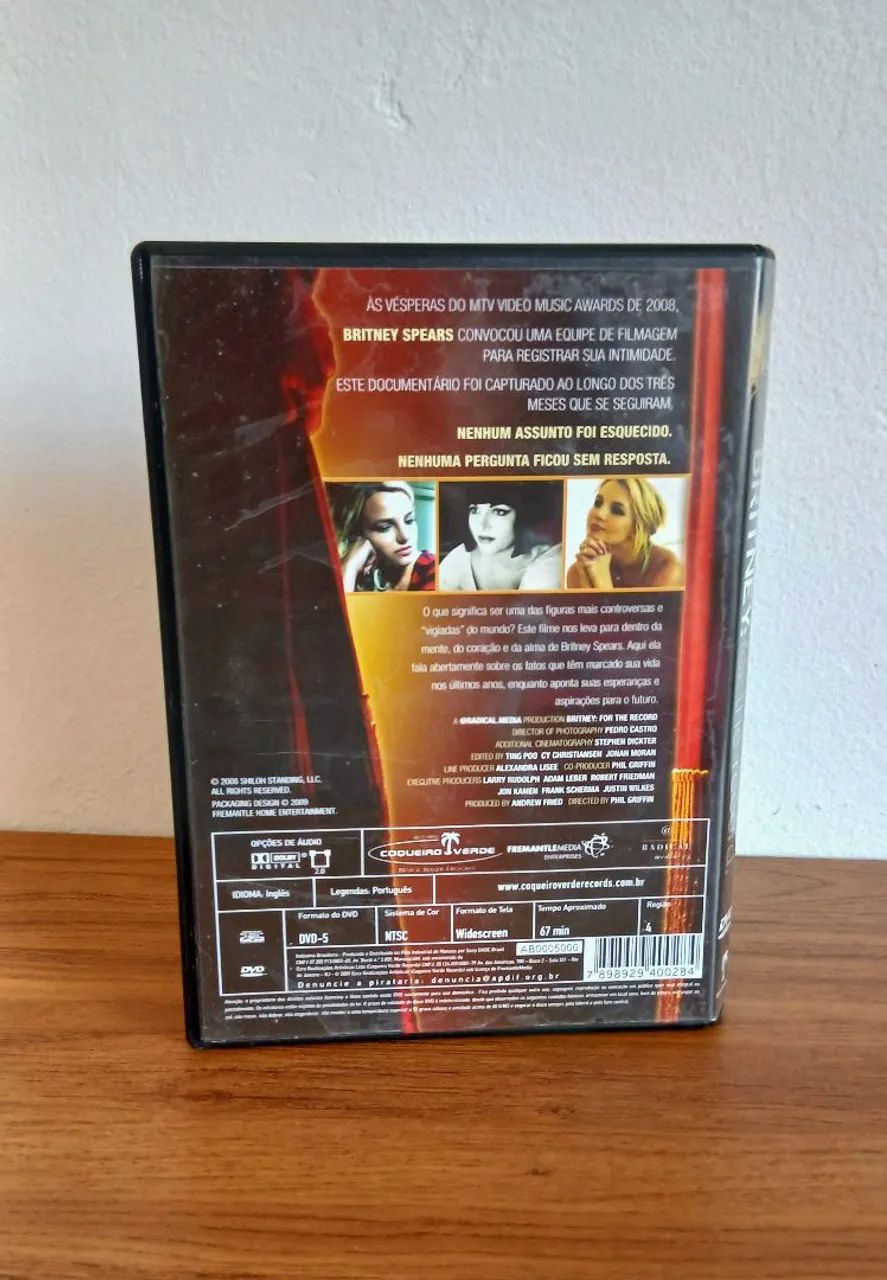 ÀS VÉSPERAS DO MTV VIDEO MUSIC AWARDS DE 2008,
BRITNEY SPEARS CONVOCOU UMA EQUIPE DE FILMAGEM
PARA REGISTRAR SUA INTIMIDADE.
ESTE DOCUMENTÁRIO FOI CAPTURADO AO LONGO DOS TRÊS
MESES QUE SE SEGUIRAM,
NENHUM ASSUNTO FOI ESQUECIDO.
NENHUMA PERGUNTA FICOU SEM RESPOSTA.
O que significa ser uma das figuras mais controversas e
"vigiadas" do mundo? Este filme nos leva para dentro da
mente, do coração e da alma de Britney Spears. Aqui ela
fala abertamente sobre os fatos que têm marcado sua vida
nos últimos anos, enquanto aponta suas esperanças e
aspirações para o futuro.
A @RADICAL.MEDIA PRODUCTION BRITNEY: FOR THE RECORD
DIRECTOR OF PHOTOGRAPHY PEDRO CASTRO
ADDITIONAL CINEMATOGRAPHY STEPHEN DICKTER
EDITED BY TING POO CY CHRISTIANSEN JONAH MORAN
LINE PRODUCER ALEXANDRA LISEE CO-PRODUCER PHIL GRIFFIN
EXECUTIVE PRODUCERS LARRY RUDOLPH ADAM LEBER ROBERT FRIEDMAN
JON KAMEN FRANK SCHERMA JUSTIN WILKES
PRODUCED BY ANDREW FRIED DIRECTED BY PHIL GRIFFIN
© 2008 SHILOH STANDING, LLC.
ALL RIGHTS RESERVED.
PACKAGING DESIGN © 2009
FREMANTLE HOME ENTERTAINMENT.
OPÇÕES DE ÁUDIO
DOLBY
DIGITAL
2.0
COQUEIRO VERDE
FREMANTLEMEDIA
ENTERPRISES
RADICAL
IDIOMA: Inglês
Legendas: Português
www.coqueiroverderecords.com.br
Formato do DVD
DVD-5
Sistema de Cor
NTSC
Formato de Tela
Widescreen
Tempo Aproximado
67 min
Região
4
DVD
AB0005000
Denuncie a pirataria: denuncia@apdif.org.br
7 898929 400284
BRITNEY: